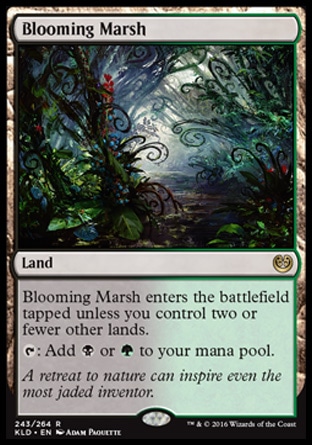 Blooming Marsh
Land
Blooming Marsh enters the battlefield
tapped unless you control two or
fewer other lands.
: Add or to your mana pool.
A retreat to nature can inspire even the
most jaded inventor.
243/264 R
KLD • EN Adam Paquette
™ & © 2016 Wizards of the Coast